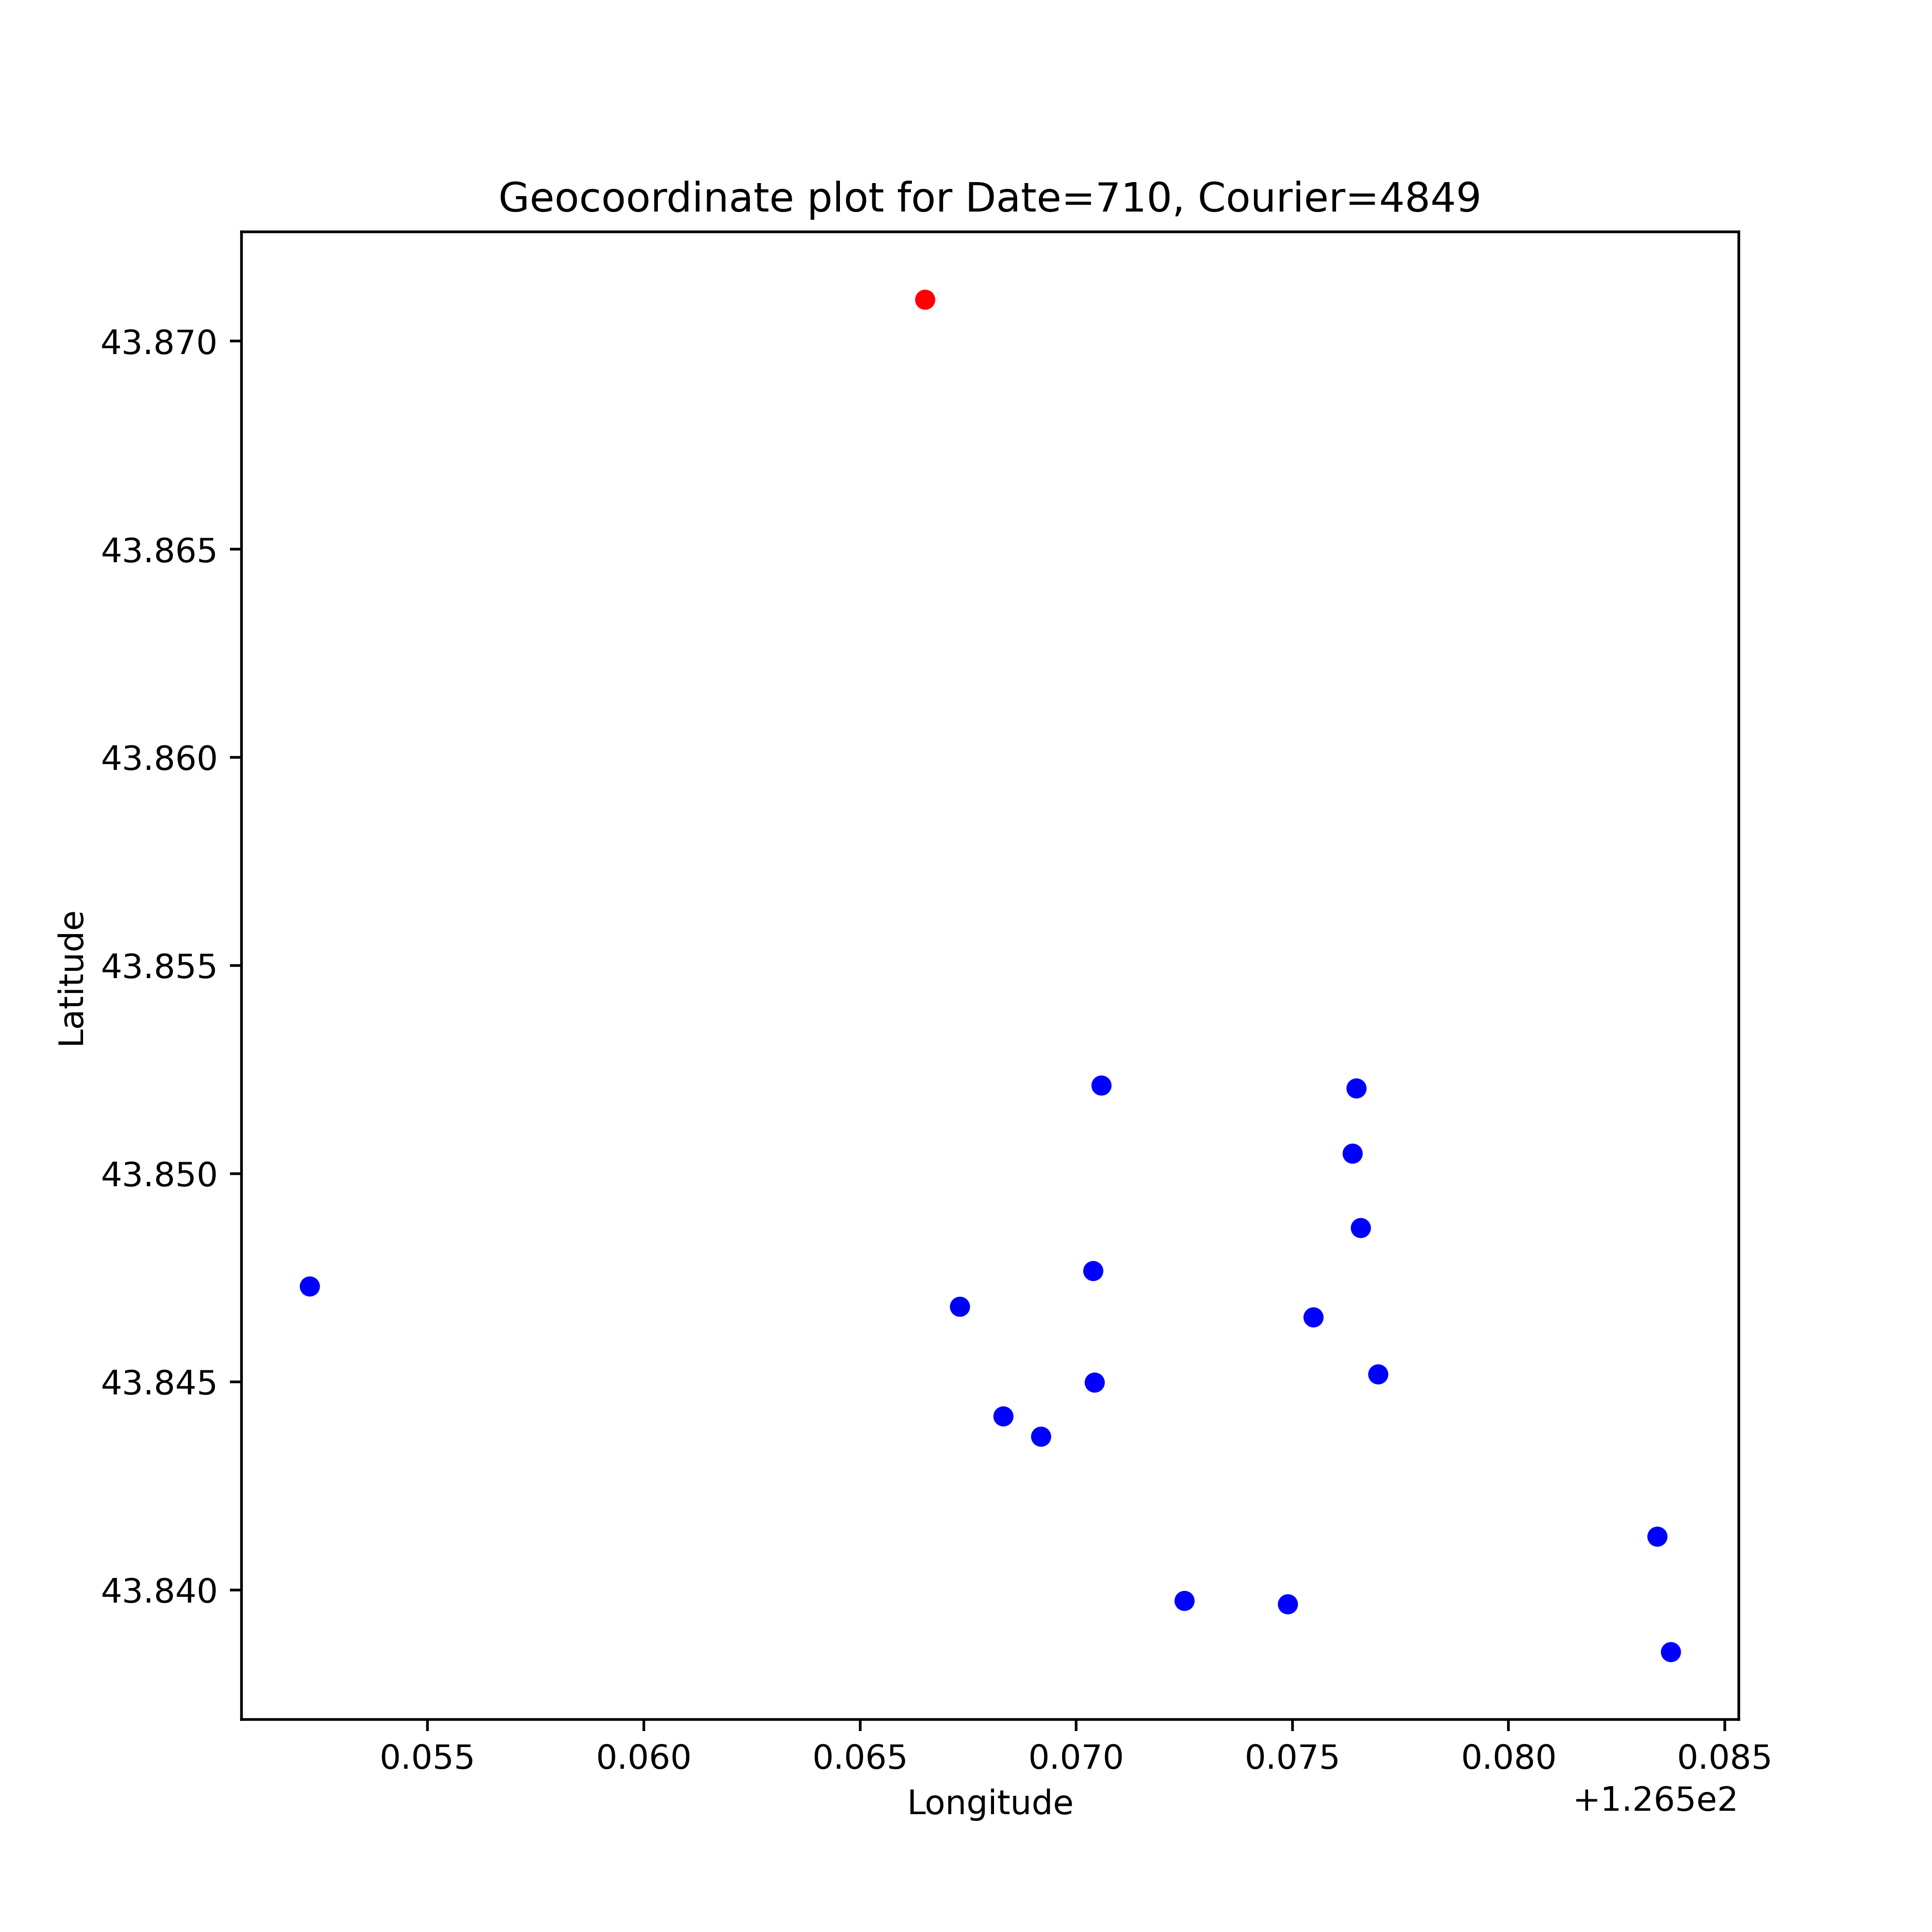 Geocoordinate plot for Date=710, Courier=4849
43.870
43.865
43.860
43.855
43.850
43.845
43.840
Latitude
0.055 0.060 0.065 0.070 0.075 0.080 0.085
Longitude
+1.265e2